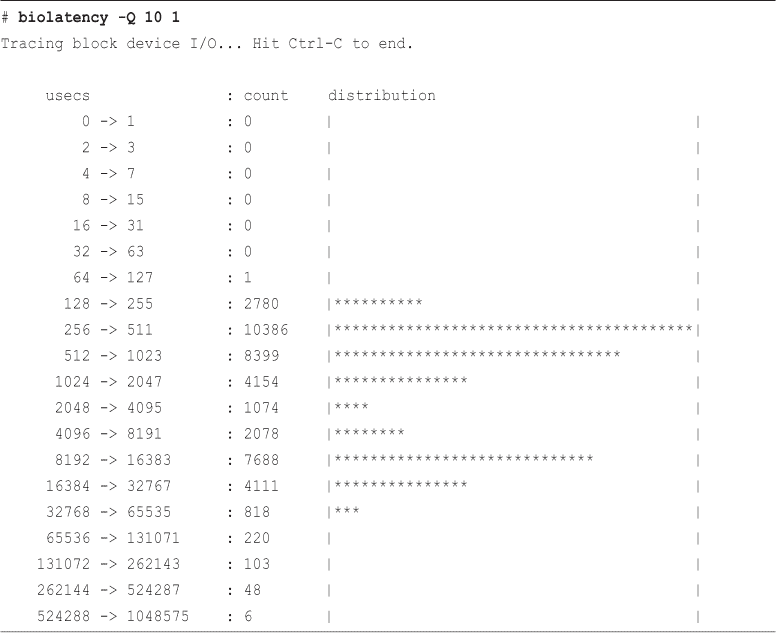 # biolatency -Q 10 1
Tracing block device I/O... Hit Ctrl-C to end.
     usecs               : count    distribution
         0 -> 1          : 0        |                                        |
         2 -> 3          : 0        |                                        |
         4 -> 7          : 0        |                                        |
         8 -> 15         : 0        |                                        |
        16 -> 31         : 0        |                                        |
        32 -> 63         : 0        |                                        |
        64 -> 127        : 1        |                                        |
       128 -> 255        : 2780     |**********                              |
       256 -> 511        : 10386    |****************************************|
       512 -> 1023       : 8399     |********************************        |
      1024 -> 2047       : 4154     |***************                         |
      2048 -> 4095       : 1074     |****                                    |
      4096 -> 8191       : 2078     |********                                |
      8192 -> 16383      : 7688     |*****************************           |
     16384 -> 32767      : 4111     |***************                         |
     32768 -> 65535      : 818      |***                                     |
     65536 -> 131071     : 220      |                                        |
    131072 -> 262143     : 103      |                                        |
    262144 -> 524287     : 48       |                                        |
    524288 -> 1048575    : 6        |                                        |